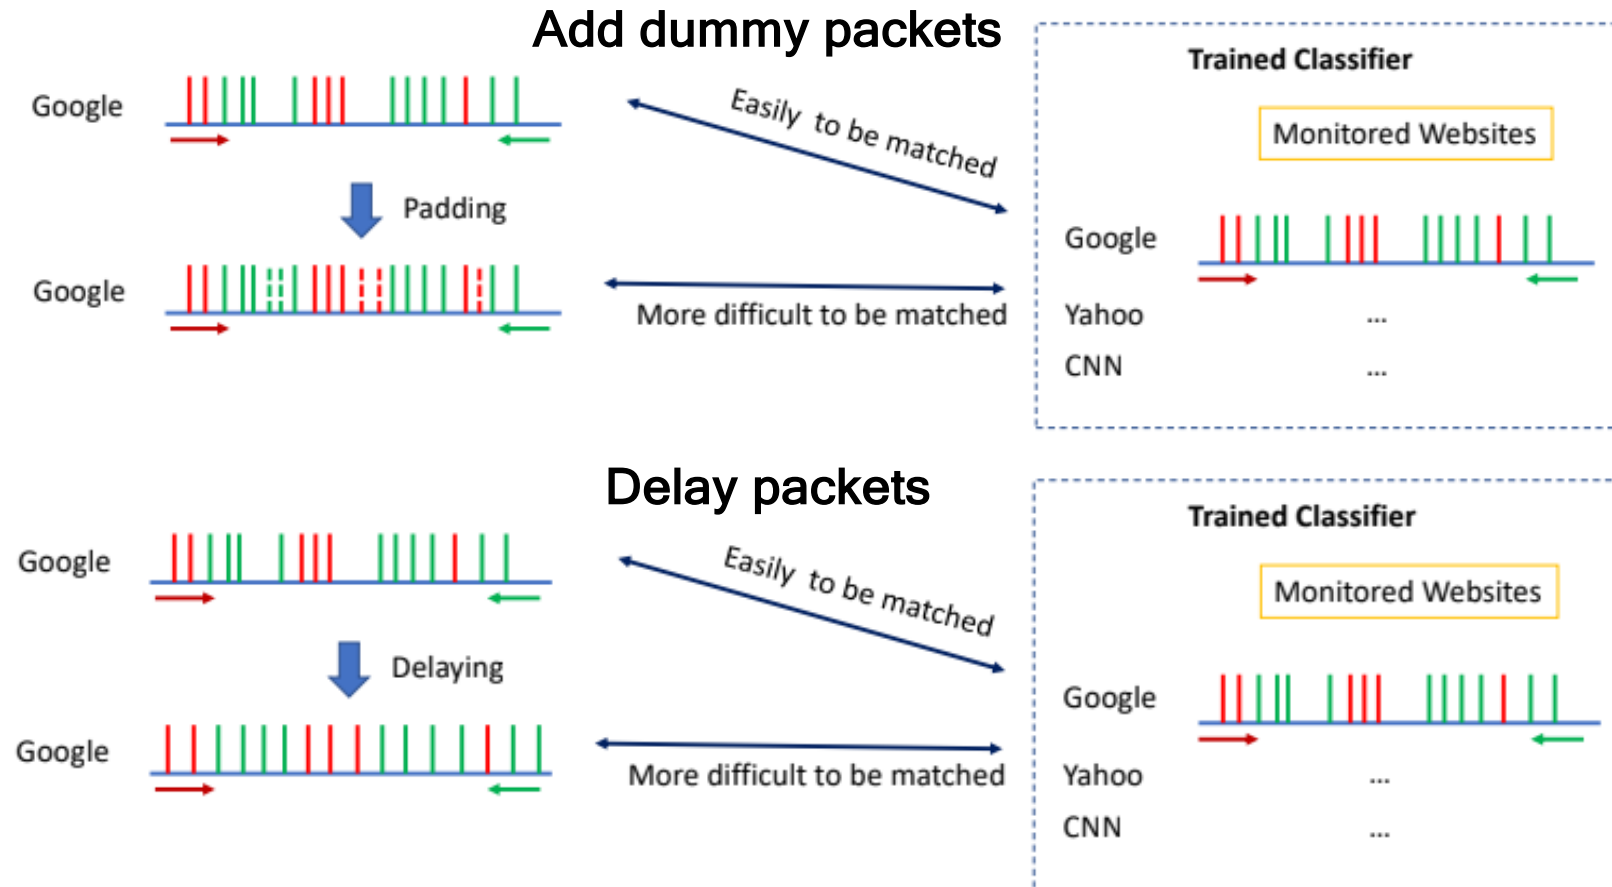 Add dummy packets
Trained Classifier
Monitored Websites
Google
Easily to be matched
Padding
Google
Google
More difficult to be matched
Yahoo
...
CNN
...
Delay packets
Trained Classifier
Monitored Websites
Google
Easily to be matched
Delaying
Google
Google
More difficult to be matched
Yahoo
...
CNN
...